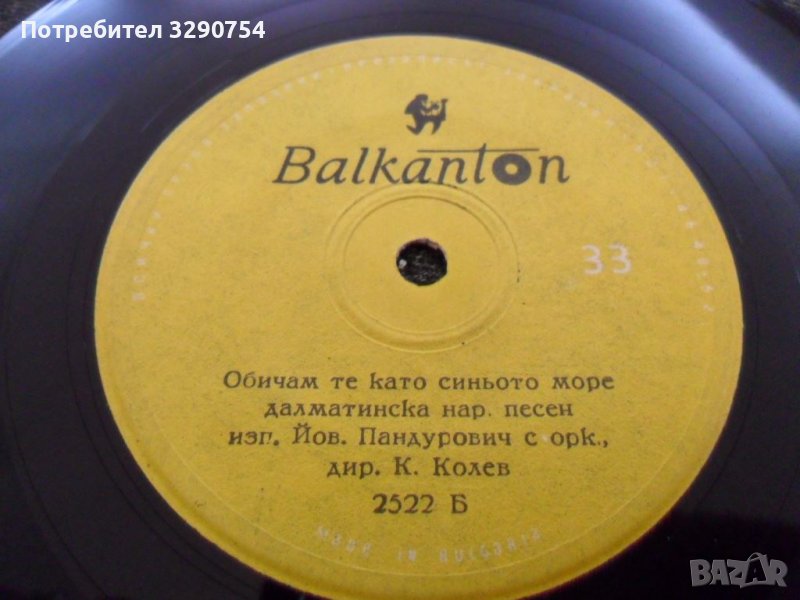 Потребител 3290754
Balkanton
33
Обичам те като синьото море
далматинска нар. песен
изп. Йов. Пандурович с орк.,
дир. К. Колев
2522 Б
MADE IN BULGARIA
BAZAR